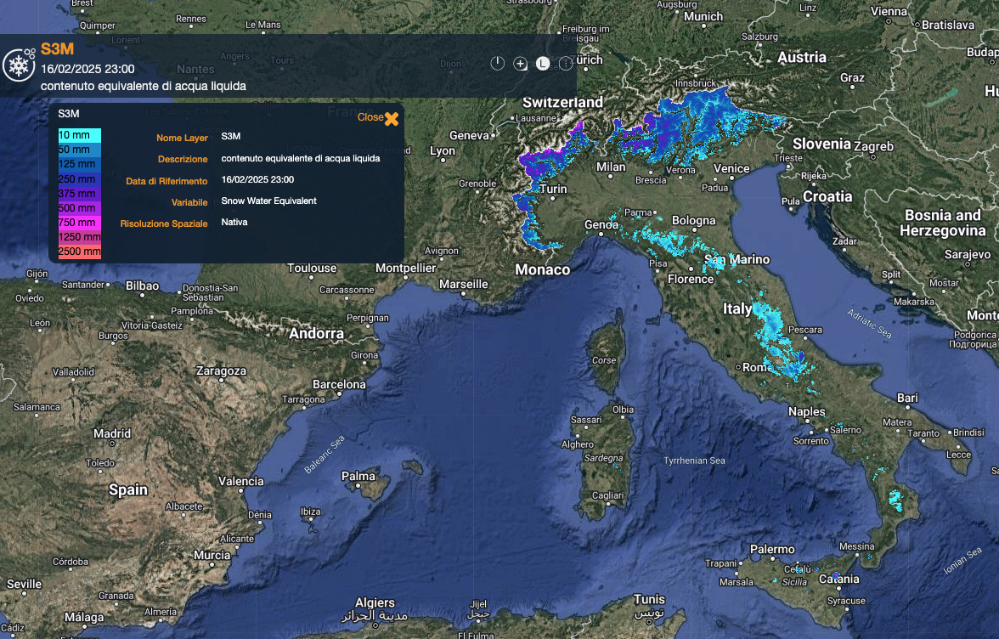 Brest
Quimper
Rennes
Le Mans
Augsburg
Munich
Linz
Vienna
Bratislava
Lorient
Freiburg im
Breisgau
Salzburg
S3M
Angers
Tours
Dijon
Zürich
Austria
16/02/2025 23:00
Nantes
L
Innsbruck
Graz
contenuto equivalente di acqua liquida
Switzerland
S3M
Close
Lausanne
10 mm
Nome Layer
S3M
Geneva
Slovenia
Zagreb
50 mm
Descrizione
contenuto equivalente di acqua liquida
Lyon
Milan
Verona
Venice
Trieste
125 mm
Brescia
Padua
Rijeka
250 mm
Data di Riferimento
16/02/2025 23:00
Grenoble
Turin
375 mm
Variabile
Snow Water Equivalent
Pula
Croatia
500 mm
Parma
Bologna
Bosnia and
Herzegovina
750 mm
Risoluzione Spaziale
Nativa
Genoa
1250 mm
Zadar
2500 mm
Avignon
San Marino
Sarajevo
Gijón
Santander
Bilbao
Toulouse
Montpellier
Monaco
Pisa
Florence
Split
Mostar
Oviedo
Donostia-San
Sebastian
Carcassonne
Marseille
Makarska
Pamplona
Italy
León
Vitoria-Gasteiz
Perpignan
Adriatic Sea
Burgos
Andorra
Pescara
Podgorica
Подгорица
Girona
Corse
Valladolid
Zaragoza
Rome
Barcelona
Tarragona
Bari
Salamanca
Olbia
Naples
Sassari
Matera
Madrid
Salerno
Taranto
Brindisi
Alghero
Sorrento
Lecce
Toledo
Balearic Sea
Sardegna
Tyrrhenian Sea
Spain
Valencia
Palma
Cagliari
Albacete
Ibiza
Dénia
Alicante
Murcia
Palermo
Messina
Córdoba
Trapani
Cefalù
Ionian Sea
Seville
Marsala
Sicilia
Catania
Granada
Algiers
مدينة الجزائر
Jijel
جيجل
Tunis
تونس
Syracuse
Málaga
Almería
Cádiz
El Eulma